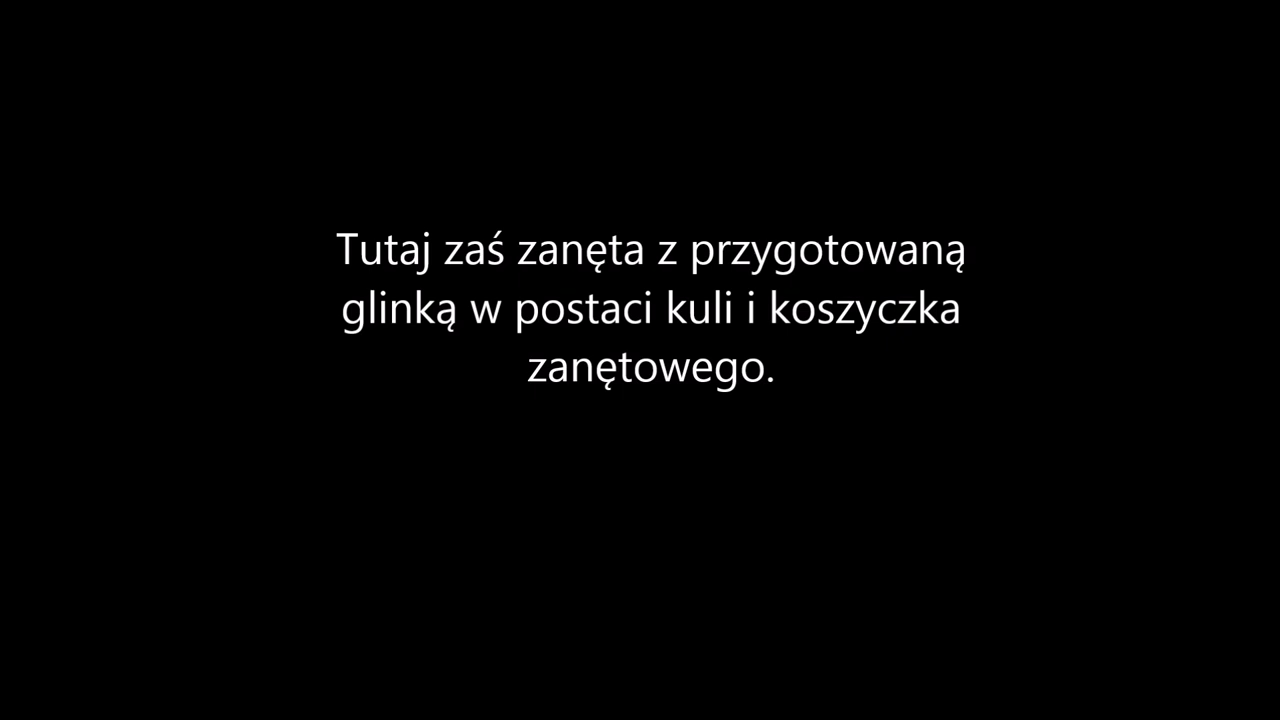 Tutaj zaś zanęta z przygotowaną
glinką w postaci kuli i koszyczka
zanętowego.